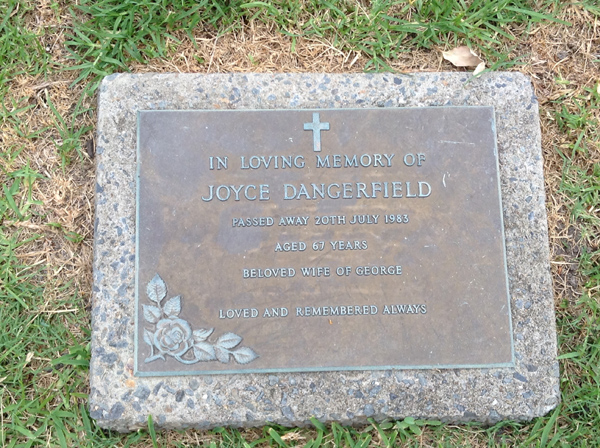 IN LOVING MEMORY OF
JOYCE DANGERFIELD
PASSED AWAY 20TH JULY 1983
AGED 67 YEARS
BELOVED WIFE OF GEORGE
LOVED AND REMEMBERED ALWAYS